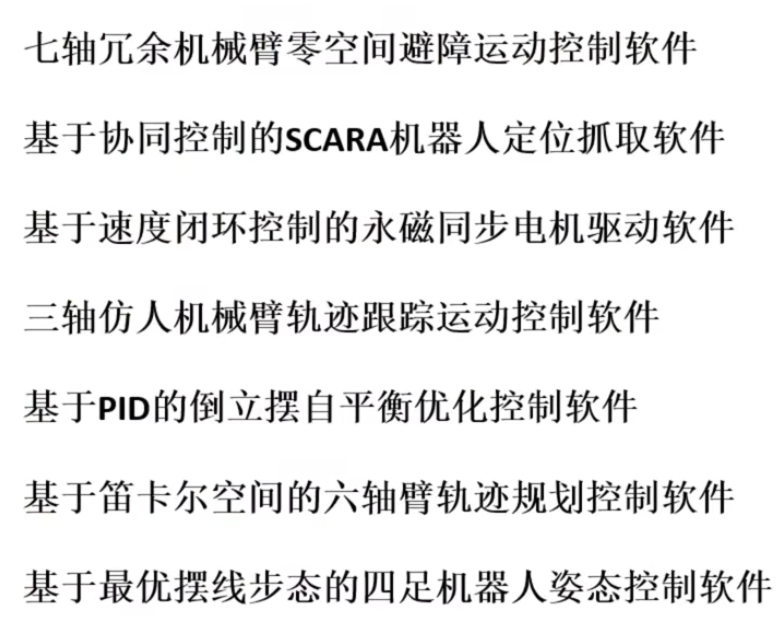 七轴冗余机械臂零空间避障运动控制软件
基于协同控制的SCARA机器人定位抓取软件
基于速度闭环控制的永磁同步电机驱动软件
三轴仿人机械臂轨迹跟踪运动控制软件
基于PID的倒立摆自平衡优化控制软件
基于笛卡尔空间的六轴臂轨迹规划控制软件
基于最优摆线步态的四足机器人姿态控制软件